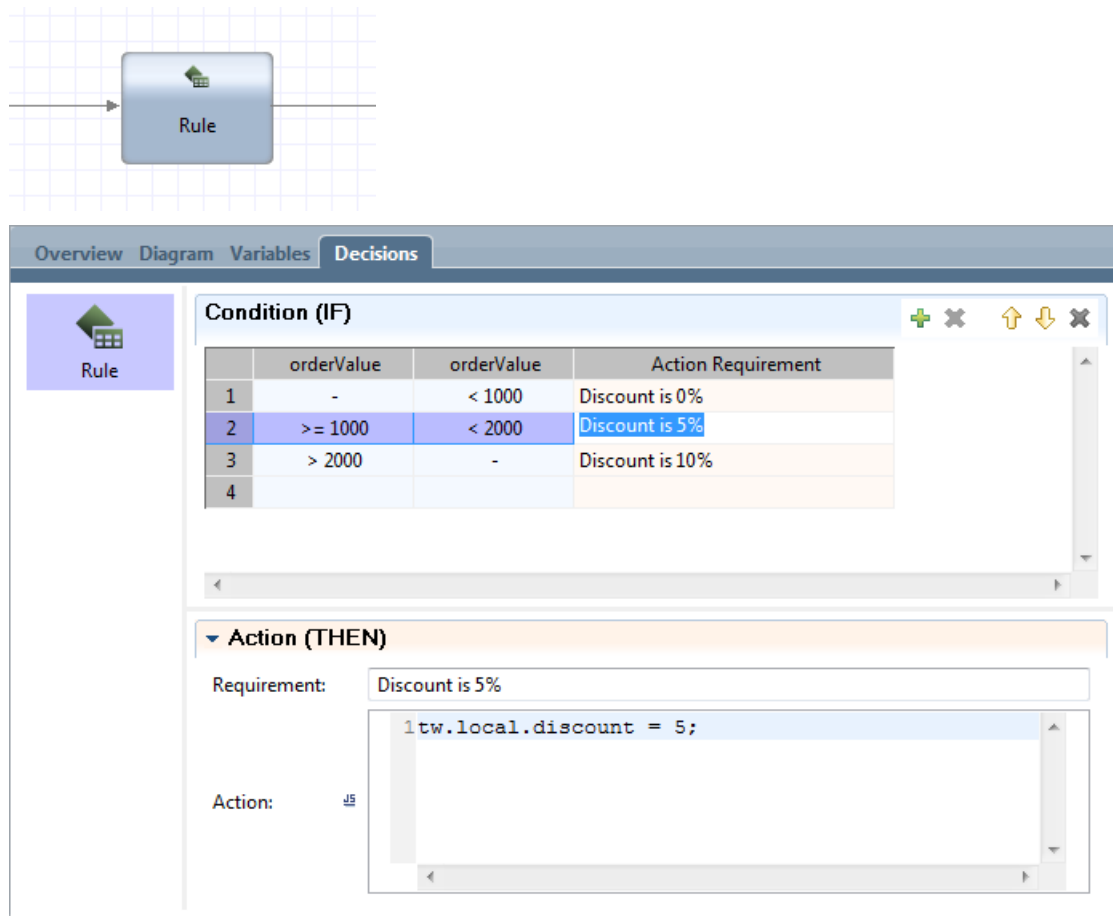 Rule
Overview Diagram Variables Decisions
Rule
Condition (IF)
orderValue orderValue Action Requirement
1 - < 1000 Discount is 0%
2 >= 1000 < 2000 Discount is 5%
3 > 2000 - Discount is 10%
4
Action (THEN)
Requirement: Discount is 5%
1 tw.local.discount = 5;
Action: JS